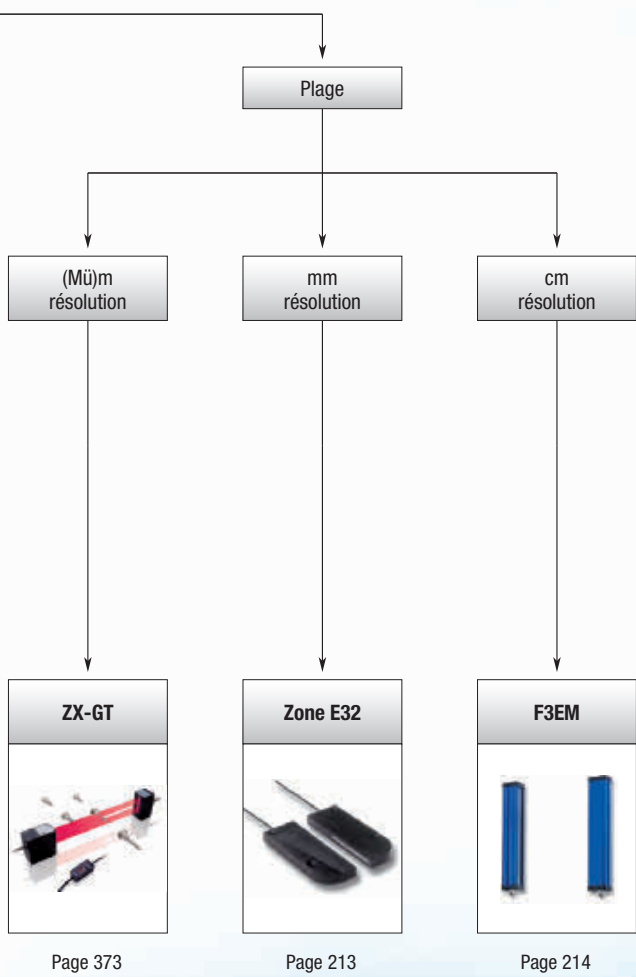 Plage
(Mü)m
résolution
mm
résolution
cm
résolution
ZX-GT
Zone E32
F3EM
Page 373
Page 213
Page 214